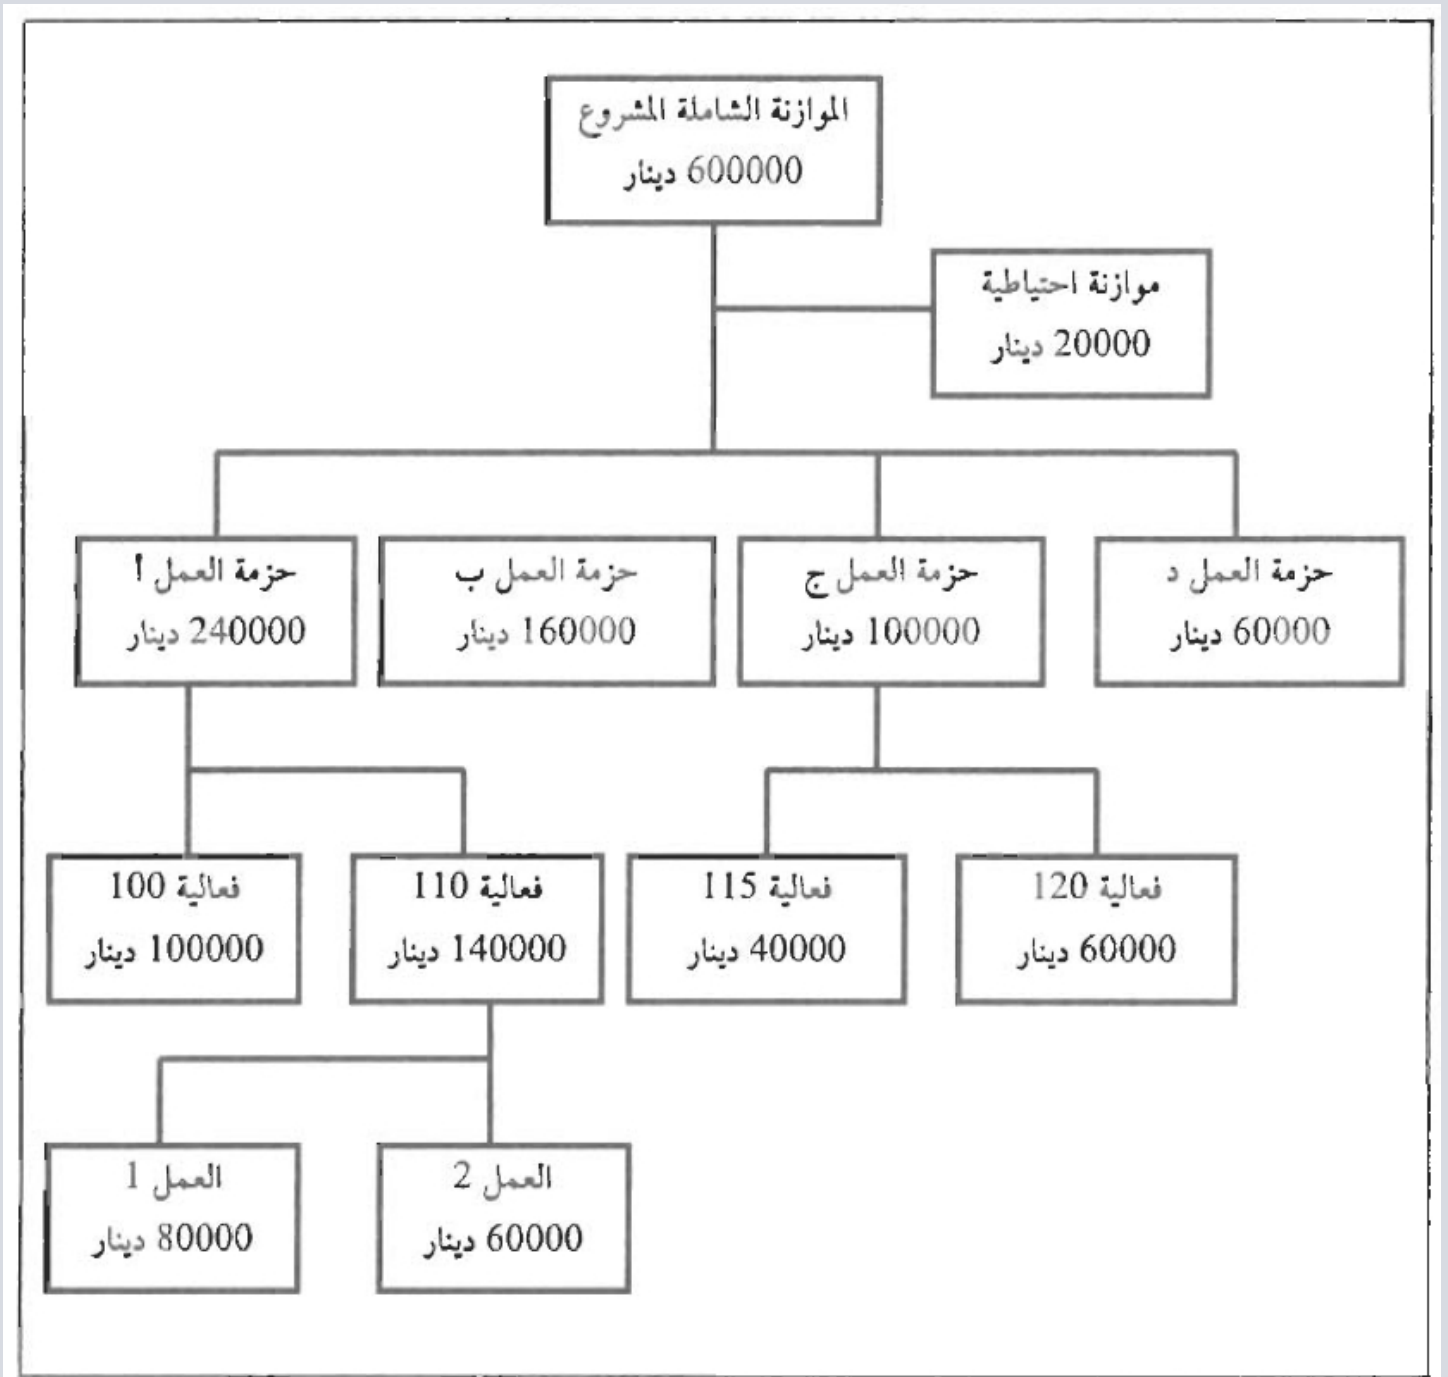 الموازنة الشاملة المشروع
600000 دينار
موازنة احتياطية
20000 دينار
حزمة العمل أ
240000 دينار
حزمة العمل ب
160000 دينار
حزمة العمل ج
100000 دينار
حزمة العمل د
60000 دينار
فعالية 100
100000 دينار
فعالية 110
140000 دينار
فعالية 115
40000 دينار
فعالية 120
60000 دينار
العمل 1
80000 دينار
العمل 2
60000 دينار